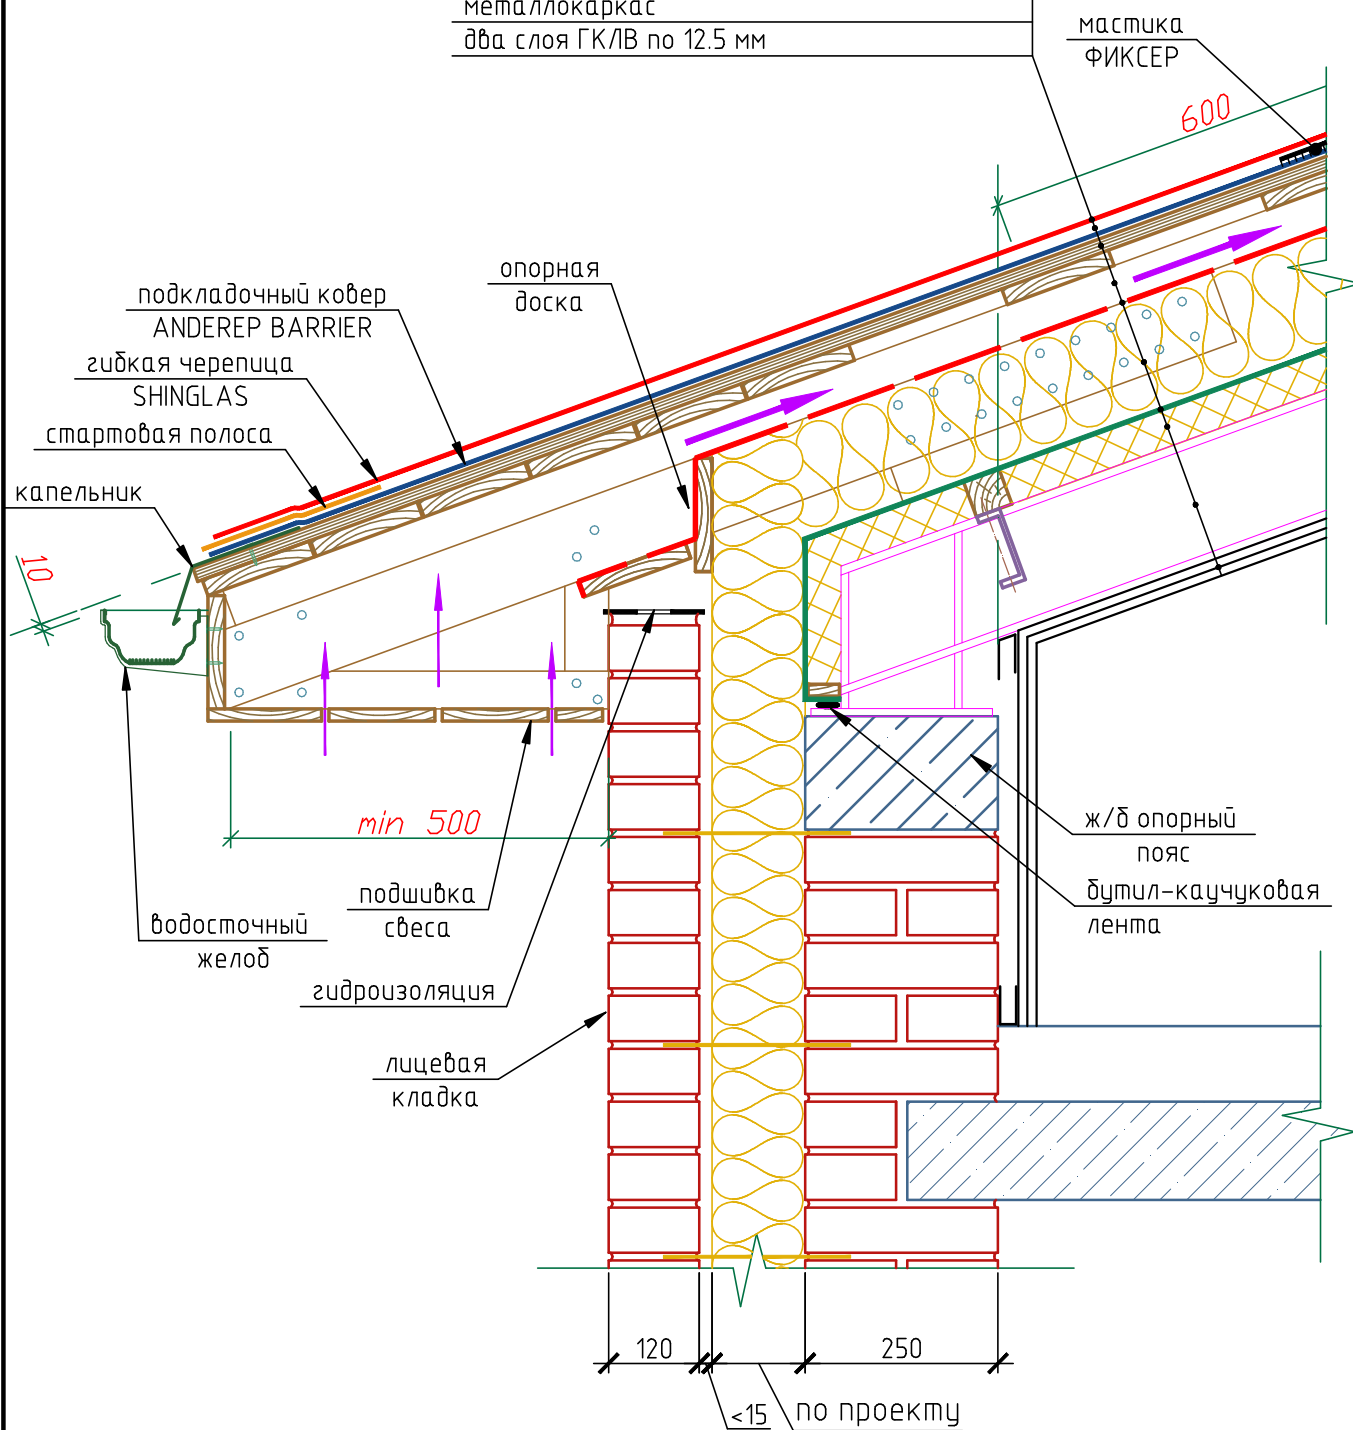 металлокаркас
два слоя ГКЛВ по 12.5 мм
мастика
ФИКСЕР
600
опорная
доска
подкладочный ковер
ANDEREP BARRIER
гибкая черепица
SHINGLAS
стартовая полоса
капельник
10
min 500
ж/б опорный
пояс
бутил-каучуковая
лента
подшивка
свеса
водосточный
желоб
гидроизоляция
лицевая
кладка
120
250
<15
по проекту